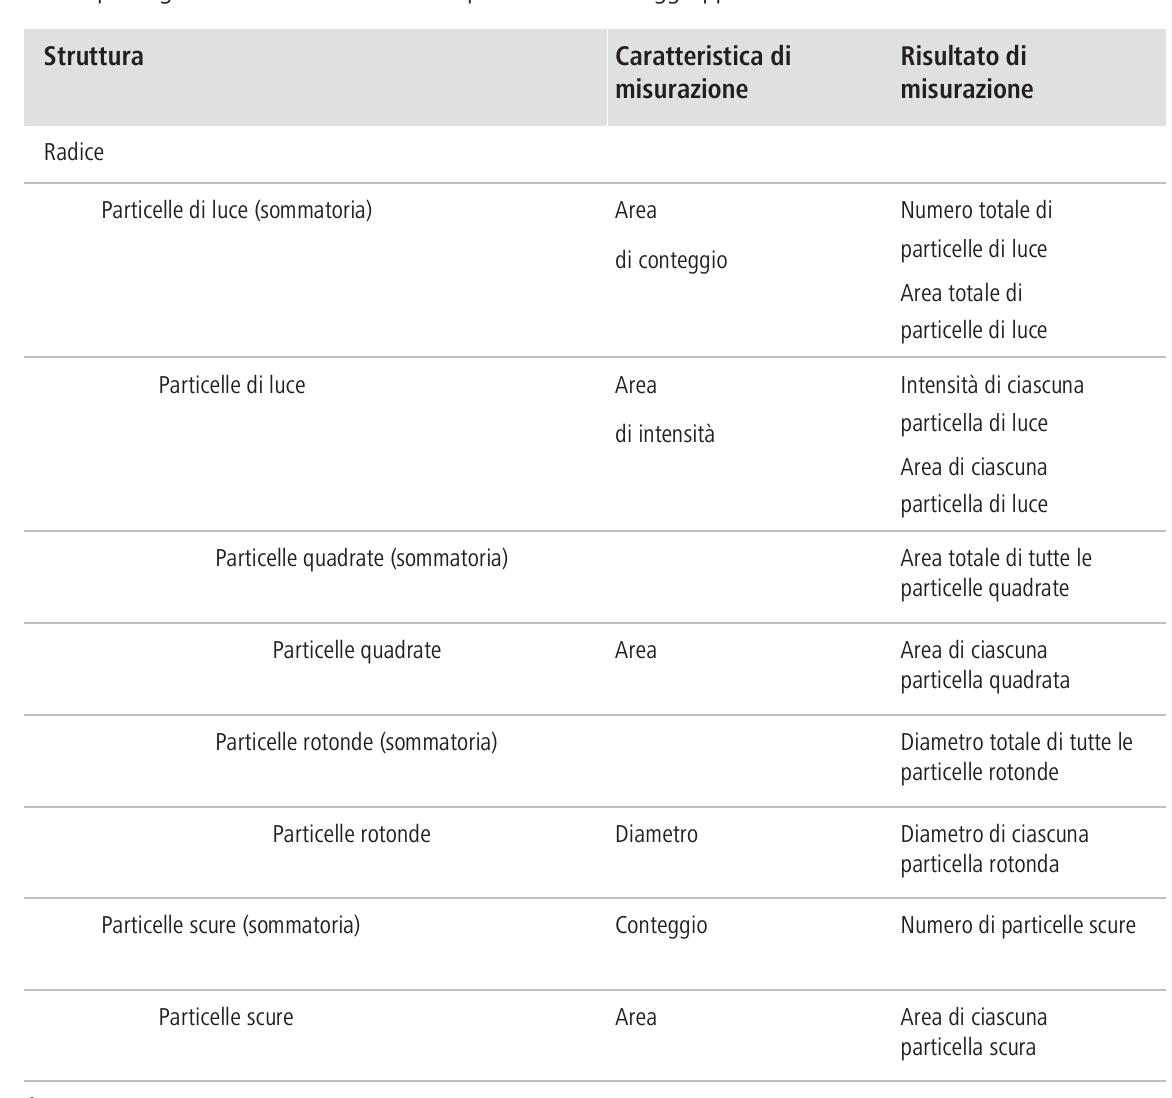 Struttura
Caratteristica di
misurazione
Risultato di
misurazione
Radice
Particelle di luce (sommatoria)
Area
di conteggio
Numero totale di
particelle di luce
Area totale di
particelle di luce
Particelle di luce
Area
di intensità
Intensità di ciascuna
particella di luce
Area di ciascuna
particella di luce
Particelle quadrate (sommatoria)
Area totale di tutte le
particelle quadrate
Particelle quadrate
Area
Area di ciascuna
particella quadrata
Particelle rotonde (sommatoria)
Diametro totale di tutte le
particelle rotonde
Particelle rotonde
Diametro
Diametro di ciascuna
particella rotonda
Particelle scure (sommatoria)
Conteggio
Numero di particelle scure
Particelle scure
Area
Area di ciascuna
particella scura